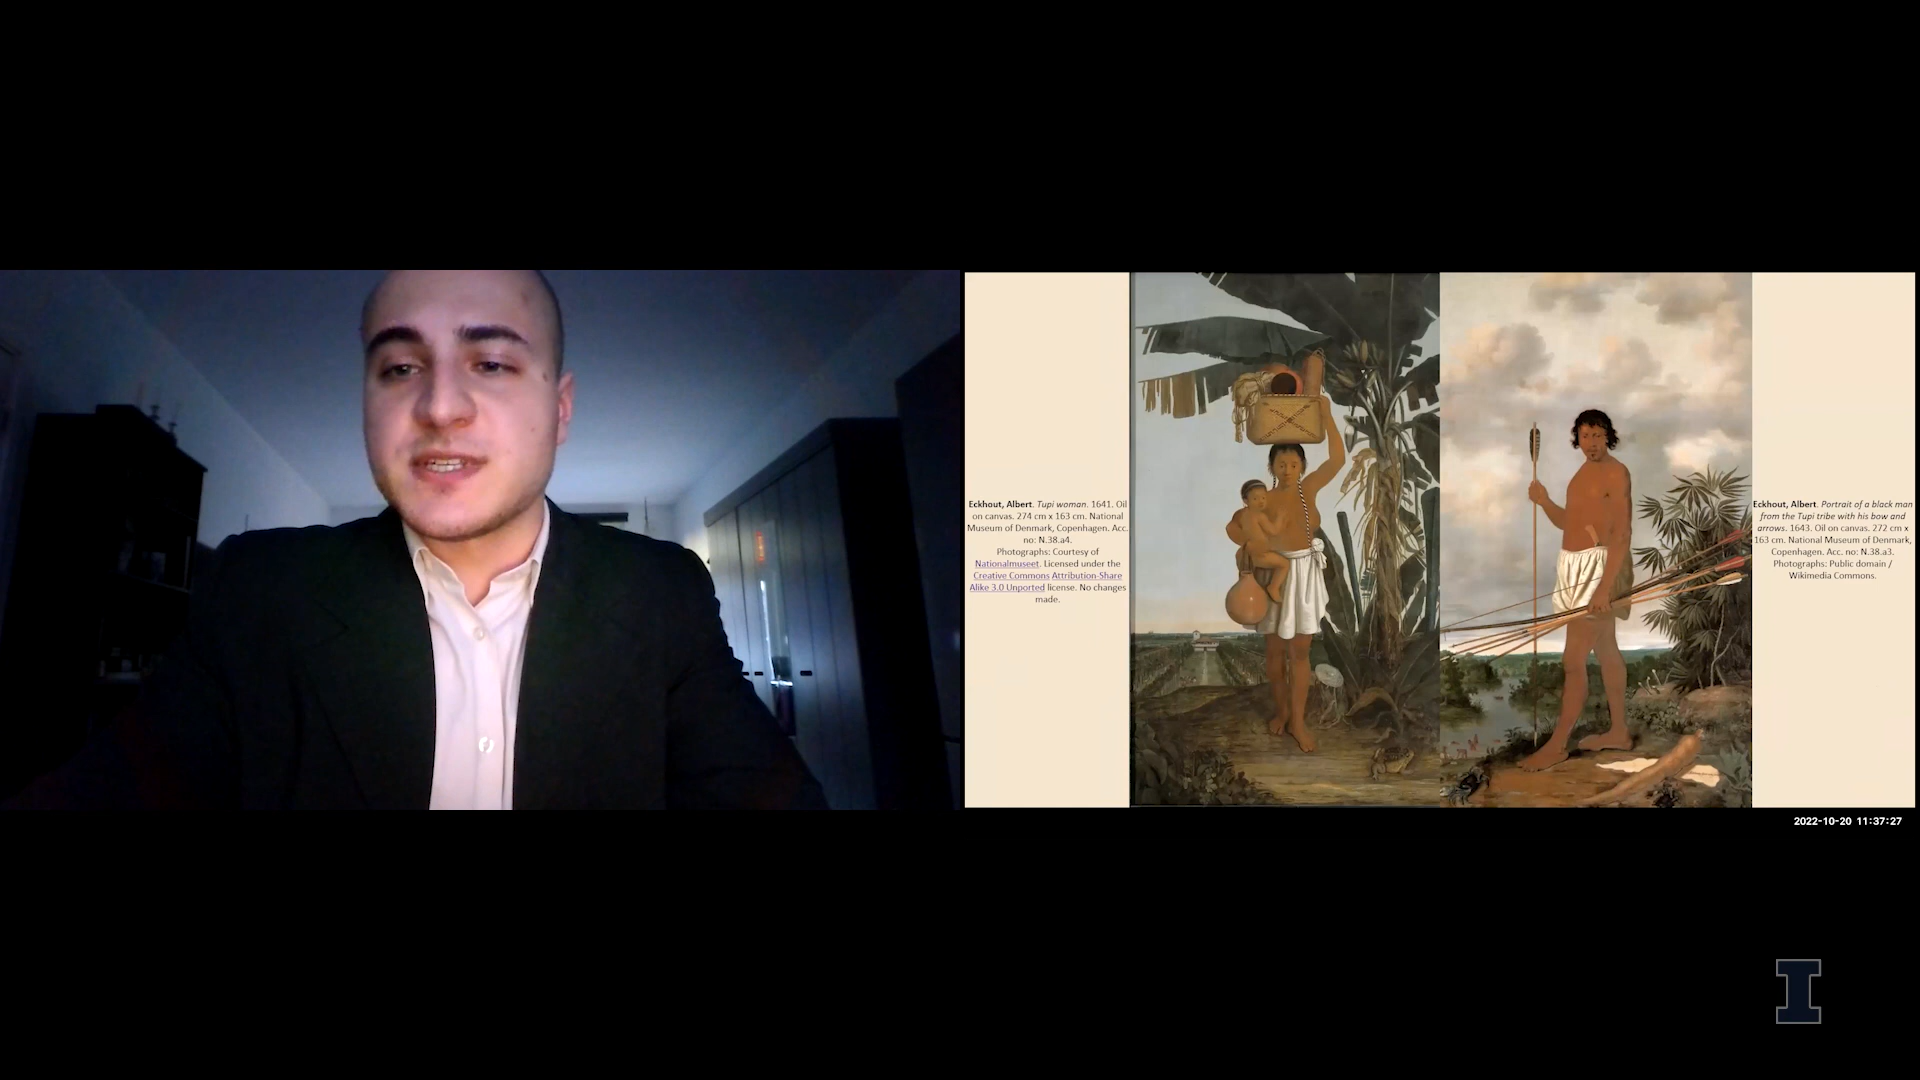 Eckhout, Albert. Tupi woman. 1641. Oil
on canvas. 274 cm x 163 cm. National
Museum of Denmark, Copenhagen. Acc.
no: N.38.a4.
Photographs: Courtesy of
Nationalmuseet. Licensed under the
Creative Commons Attribution-Share
Alike 3.0 Unported license. No changes
made.
Eckhout, Albert. Portrait of a black man
from the Tupi tribe with his bow and
arrows. 1643. Oil on canvas. 272 cm x
163 cm. National Museum of Denmark,
Copenhagen. Acc. no: N.38.a3.
Photographs: Public domain /
Wikimedia Commons.
2022-10-20 11:37:27
I